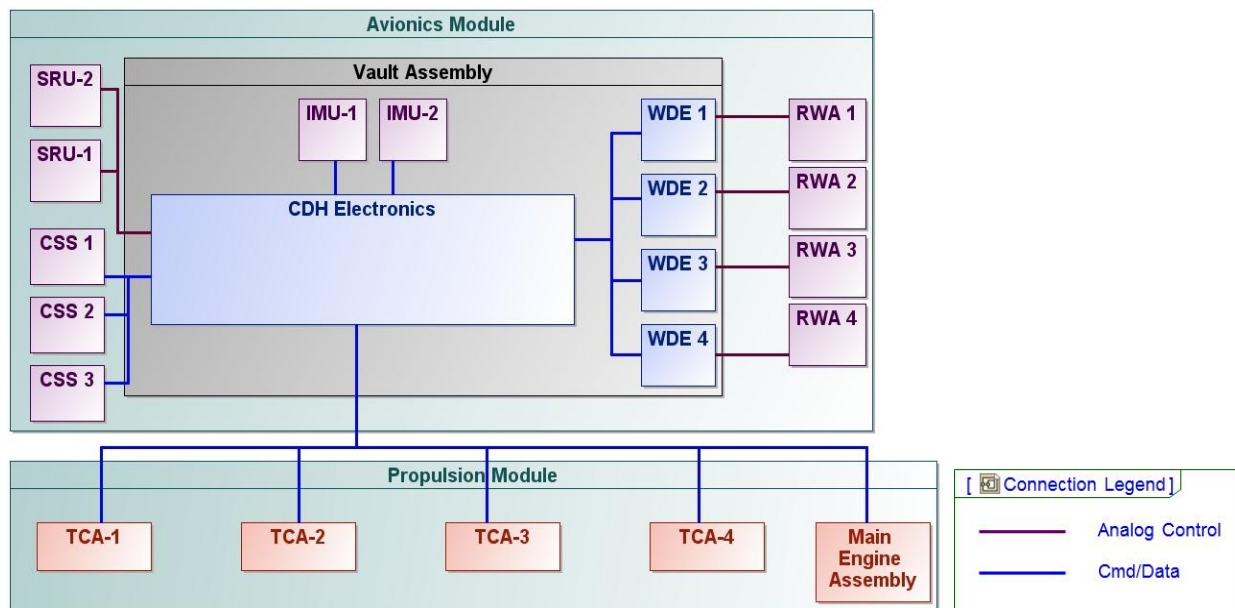 Avionics Module
Vault Assembly
SRU-2
SRU-1
CSS 1
CSS 2
CSS 3
IMU-1
IMU-2
CDH Electronics
WDE 1
WDE 2
WDE 3
WDE 4
RWA 1
RWA 2
RWA 3
RWA 4
Propulsion Module
TCA-1
TCA-2
TCA-3
TCA-4
Main
Engine
Assembly
[ Connection Legend ]
Analog Control
Cmd/Data